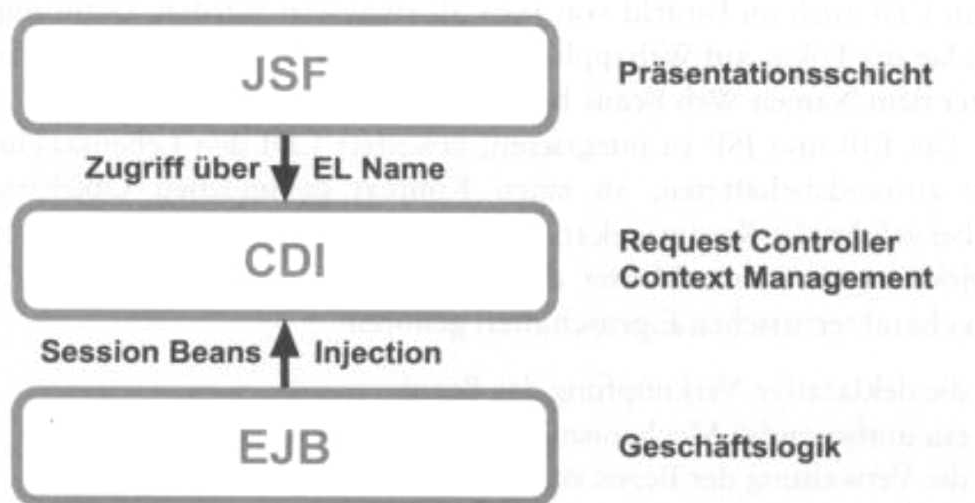 JSF
Präsentationsschicht
Zugriff über EL Name
CDI
Request Controller
Context Management
Session Beans Injection
EJB
Geschäftslogik